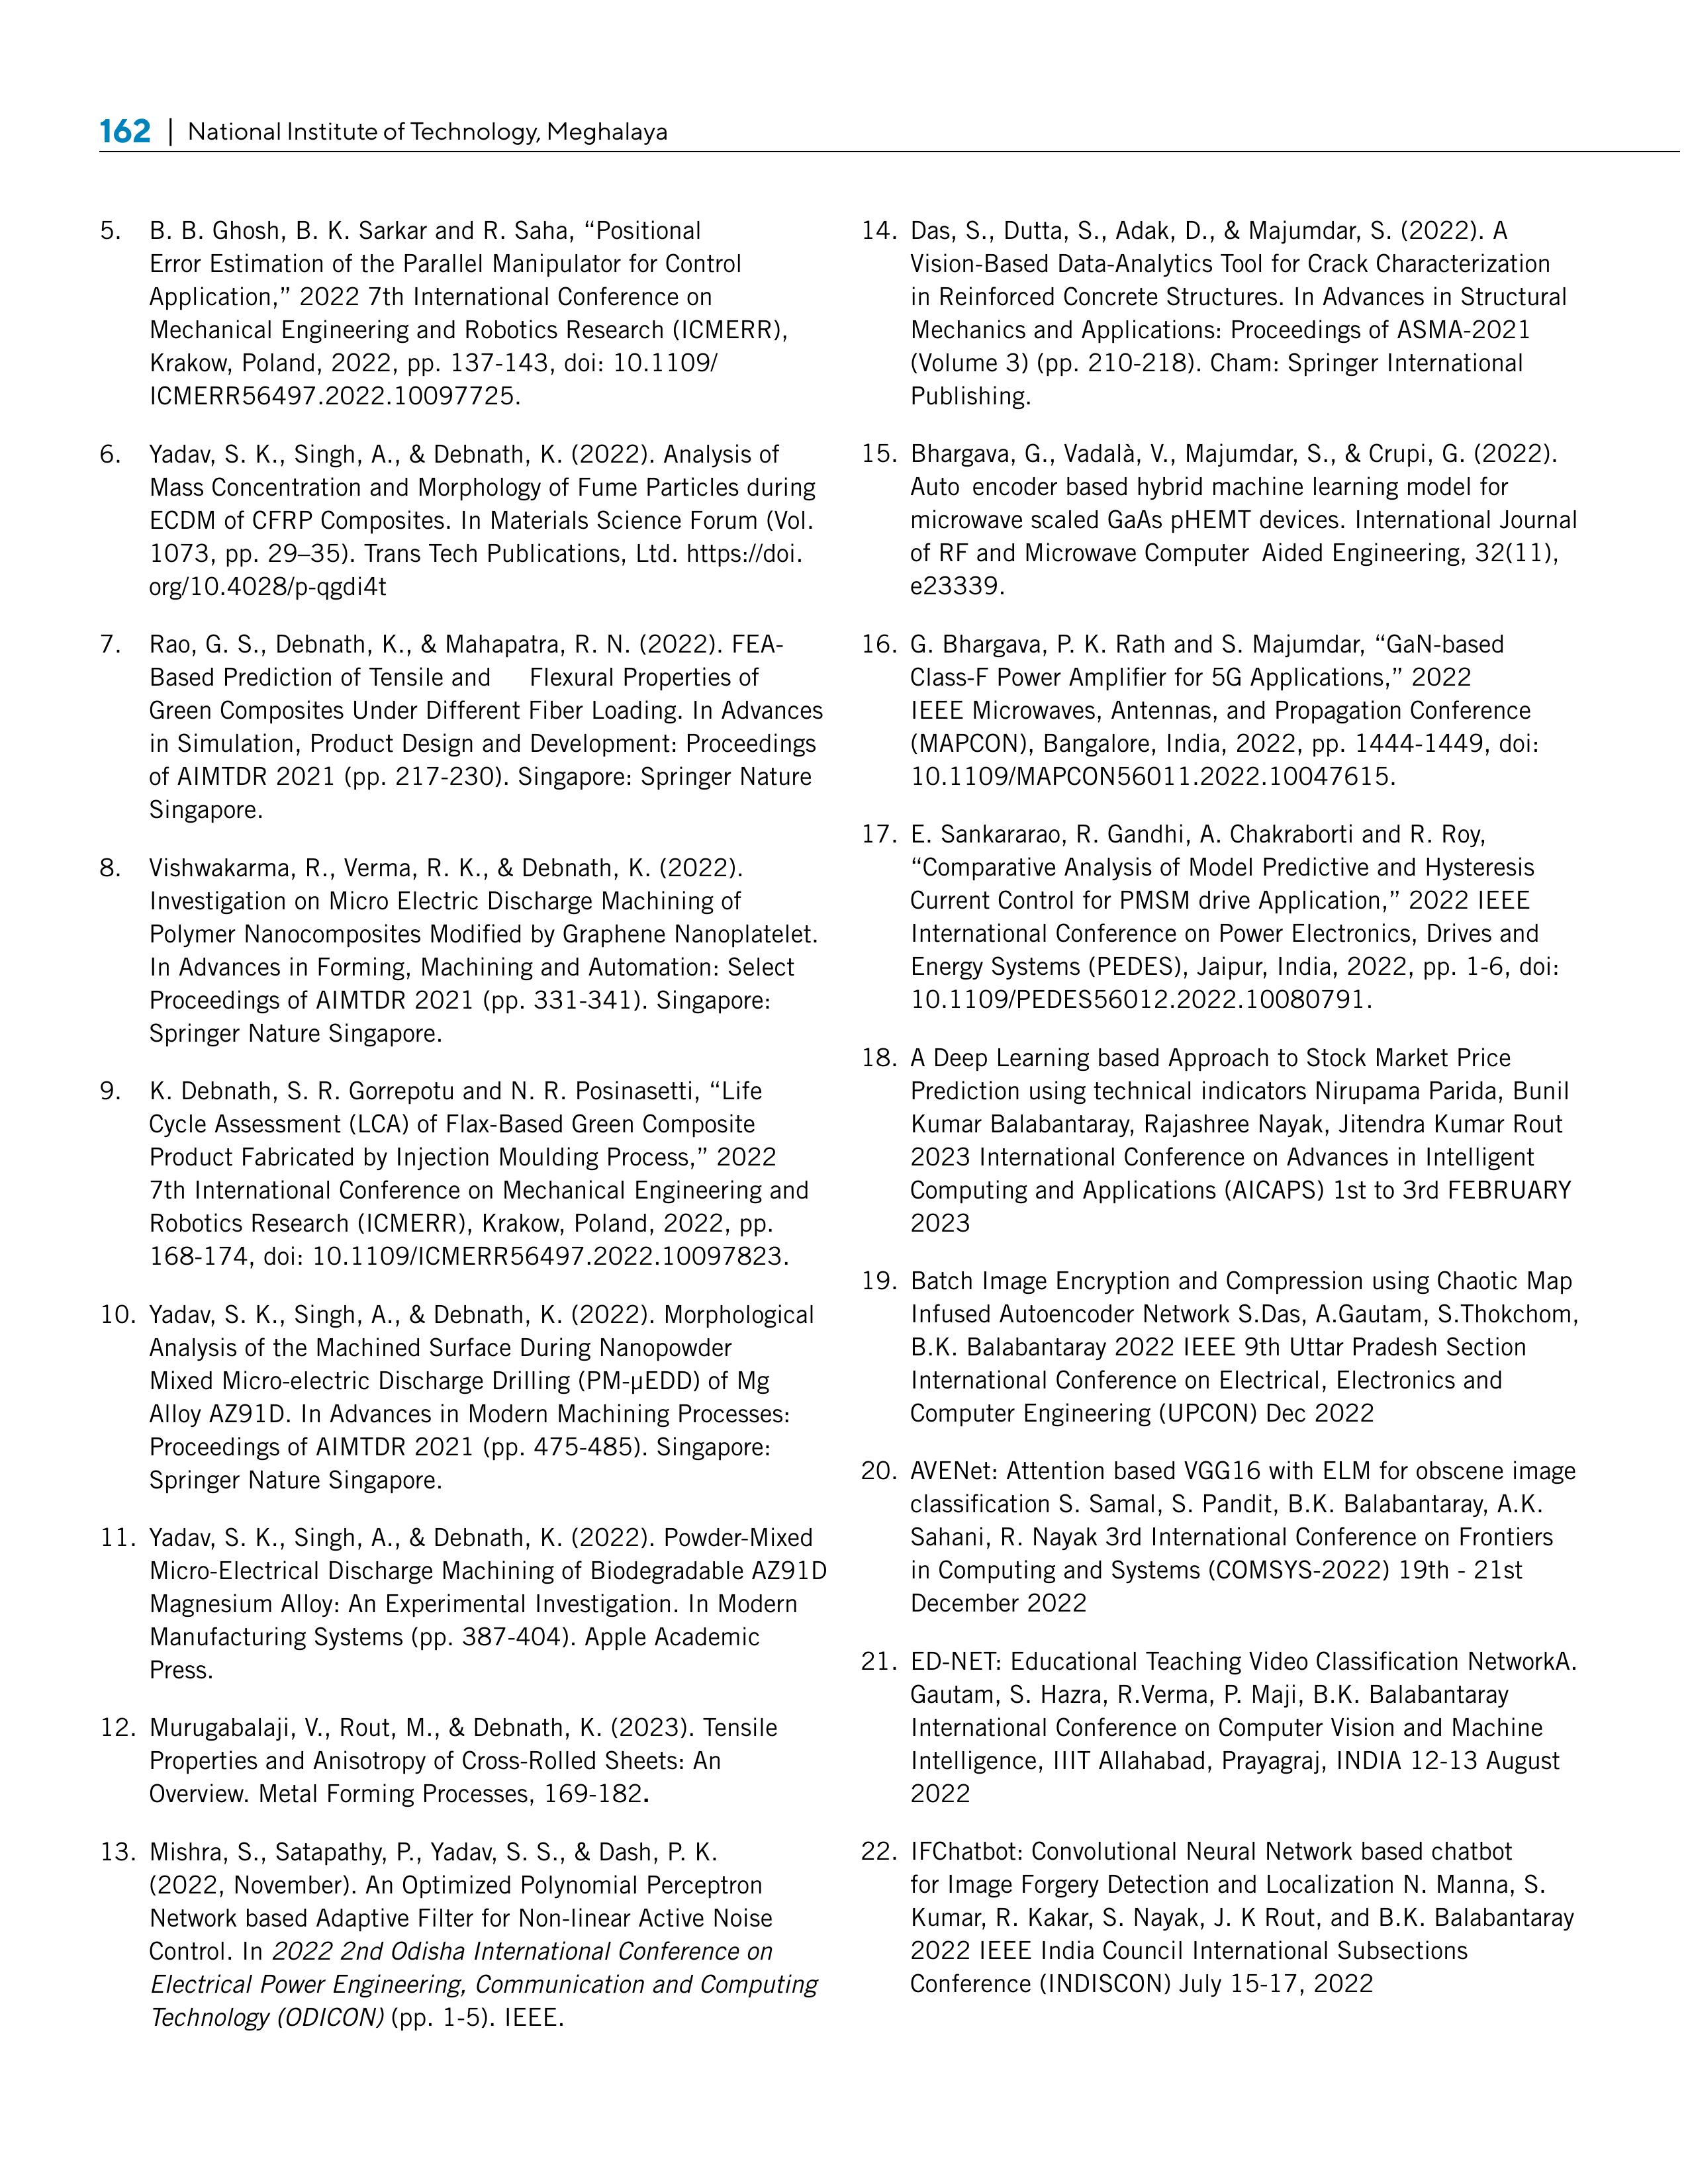 162 | National Institute of Technology, Meghalaya
5. B. B. Ghosh, B. K. Sarkar and R. Saha, “Positional
Error Estimation of the Parallel Manipulator for Control
Application,” 2022 7th International Conference on
Mechanical Engineering and Robotics Research (ICMERR),
Krakow, Poland, 2022, pp. 137-143, doi: 10.1109/
ICMERR56497.2022.10097725.
6. Yadav, S. K., Singh, A., & Debnath, K. (2022). Analysis of
Mass Concentration and Morphology of Fume Particles during
ECDM of CFRP Composites. In Materials Science Forum (Vol.
1073, pp. 29–35). Trans Tech Publications, Ltd. https://doi.
org/10.4028/p-qgdi4t
7. Rao, G. S., Debnath, K., & Mahapatra, R. N. (2022). FEA-
Based Prediction of Tensile and Flexural Properties of
Green Composites Under Different Fiber Loading. In Advances
in Simulation, Product Design and Development: Proceedings
of AIMTDR 2021 (pp. 217-230). Singapore: Springer Nature
Singapore.
8. Vishwakarma, R., Verma, R. K., & Debnath, K. (2022).
Investigation on Micro Electric Discharge Machining of
Polymer Nanocomposites Modified by Graphene Nanoplatelet.
In Advances in Forming, Machining and Automation: Select
Proceedings of AIMTDR 2021 (pp. 331-341). Singapore:
Springer Nature Singapore.
9. K. Debnath, S. R. Gorrepotu and N. R. Posinasetti, “Life
Cycle Assessment (LCA) of Flax-Based Green Composite
Product Fabricated by Injection Moulding Process,” 2022
7th International Conference on Mechanical Engineering and
Robotics Research (ICMERR), Krakow, Poland, 2022, pp.
168-174, doi: 10.1109/ICMERR56497.2022.10097823.
10. Yadav, S. K., Singh, A., & Debnath, K. (2022). Morphological
Analysis of the Machined Surface During Nanopowder
Mixed Micro-electric Discharge Drilling (PM-µEDD) of Mg
Alloy AZ91D. In Advances in Modern Machining Processes:
Proceedings of AIMTDR 2021 (pp. 475-485). Singapore:
Springer Nature Singapore.
11. Yadav, S. K., Singh, A., & Debnath, K. (2022). Powder-Mixed
Micro-Electrical Discharge Machining of Biodegradable AZ91D
Magnesium Alloy: An Experimental Investigation. In Modern
Manufacturing Systems (pp. 387-404). Apple Academic
Press.
12. Murugabalaji, V., Rout, M., & Debnath, K. (2023). Tensile
Properties and Anisotropy of Cross-Rolled Sheets: An
Overview. Metal Forming Processes, 169-182.
13. Mishra, S., Satapathy, P., Yadav, S. S., & Dash, P. K.
(2022, November). An Optimized Polynomial Perceptron
Network based Adaptive Filter for Non-linear Active Noise
Control. In 2022 2nd Odisha International Conference on
Electrical Power Engineering, Communication and Computing
Technology (ODICON) (pp. 1-5). IEEE.
14. Das, S., Dutta, S., Adak, D., & Majumdar, S. (2022). A
Vision-Based Data-Analytics Tool for Crack Characterization
in Reinforced Concrete Structures. In Advances in Structural
Mechanics and Applications: Proceedings of ASMA-2021
(Volume 3) (pp. 210-218). Cham: Springer International
Publishing.
15. Bhargava, G., Vadalà, V., Majumdar, S., & Crupi, G. (2022).
Auto encoder based hybrid machine learning model for
microwave scaled GaAs pHEMT devices. International Journal
of RF and Microwave Computer Aided Engineering, 32(11),
e23339.
16. G. Bhargava, P. K. Rath and S. Majumdar, “GaN-based
Class-F Power Amplifier for 5G Applications,” 2022
IEEE Microwaves, Antennas, and Propagation Conference
(MAPCON), Bangalore, India, 2022, pp. 1444-1449, doi:
10.1109/MAPCON56011.2022.10047615.
17. E. Sankararao, R. Gandhi, A. Chakraborti and R. Roy,
“Comparative Analysis of Model Predictive and Hysteresis
Current Control for PMSM drive Application,” 2022 IEEE
International Conference on Power Electronics, Drives and
Energy Systems (PEDES), Jaipur, India, 2022, pp. 1-6, doi:
10.1109/PEDES56012.2022.10080791.
18. A Deep Learning based Approach to Stock Market Price
Prediction using technical indicators Nirupama Parida, Bunil
Kumar Balabantaray, Rajashree Nayak, Jitendra Kumar Rout
2023 International Conference on Advances in Intelligent
Computing and Applications (AICAPS) 1st to 3rd FEBRUARY
2023
19. Batch Image Encryption and Compression using Chaotic Map
Infused Autoencoder Network S.Das, A.Gautam, S.Thokchom,
B.K. Balabantaray 2022 IEEE 9th Uttar Pradesh Section
International Conference on Electrical, Electronics and
Computer Engineering (UPCON) Dec 2022
20. AVENet: Attention based VGG16 with ELM for obscene image
classification S. Samal, S. Pandit, B.K. Balabantaray, A.K.
Sahani, R. Nayak 3rd International Conference on Frontiers
in Computing and Systems (COMSYS-2022) 19th - 21st
December 2022
21. ED-NET: Educational Teaching Video Classification NetworkA.
Gautam, S. Hazra, R.Verma, P. Maji, B.K. Balabantaray
International Conference on Computer Vision and Machine
Intelligence, IIIT Allahabad, Prayagraj, INDIA 12-13 August
2022
22. IFChatbot: Convolutional Neural Network based chatbot
for Image Forgery Detection and Localization N. Manna, S.
Kumar, R. Kakar, S. Nayak, J. K Rout, and B.K. Balabantaray
2022 IEEE India Council International Subsections
Conference (INDISCON) July 15-17, 2022